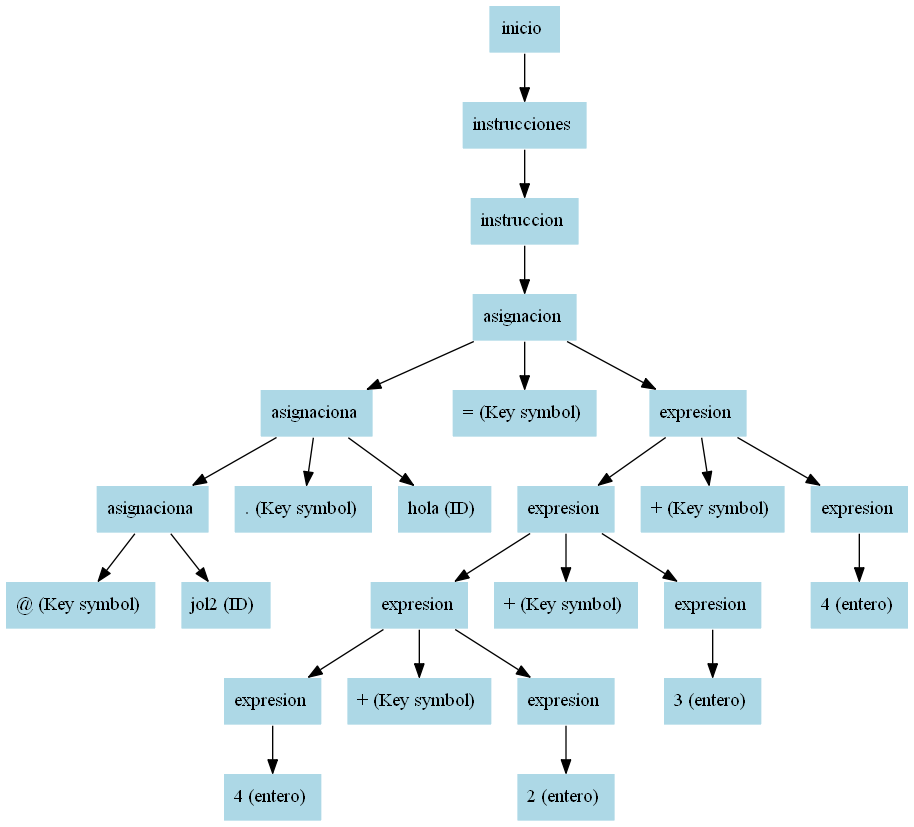 inicio
instrucciones
instruccion
asignacion
asignaciona
= (Key symbol)
expresion
asignaciona
. (Key symbol)
hola (ID)
expresion
+ (Key symbol)
expresion
@ (Key symbol)
jol2 (ID)
expresion
+ (Key symbol)
expresion
4 (entero)
expresion
+ (Key symbol)
expresion
3 (entero)
4 (entero)
2 (entero)